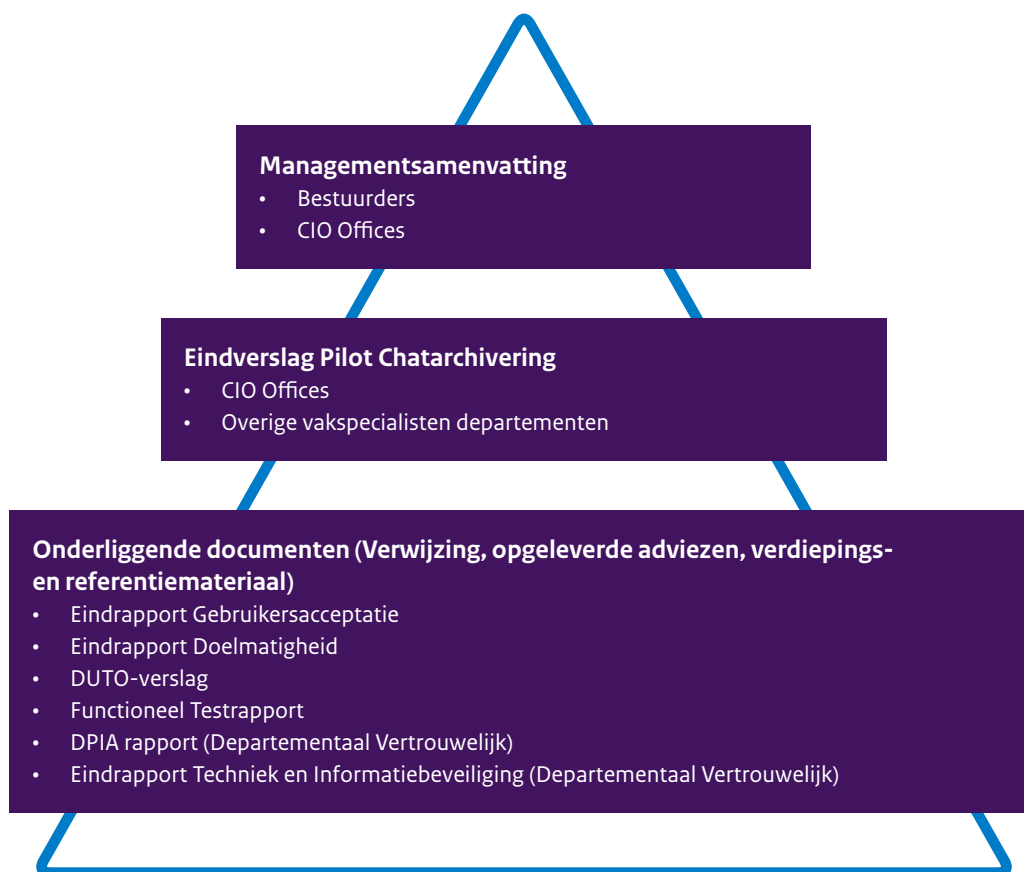 Managementsamenvatting
• Bestuurders
• CIO Offices
Eindverslag Pilot Chatarchivering
• CIO Offices
• Overige vakspecialisten departementen
Onderliggende documenten (Verwijzing, opgeleverde adviezen, verdiepings-
en referentiemateriaal)
• Eindrapport Gebruikersacceptatie
• Eindrapport Doelmatigheid
• DUTO-verslag
• Functioneel Testrapport
• DPIA rapport (Departementaal Vertrouwelijk)
• Eindrapport Techniek en Informatiebeveiliging (Departementaal Vertrouwelijk)